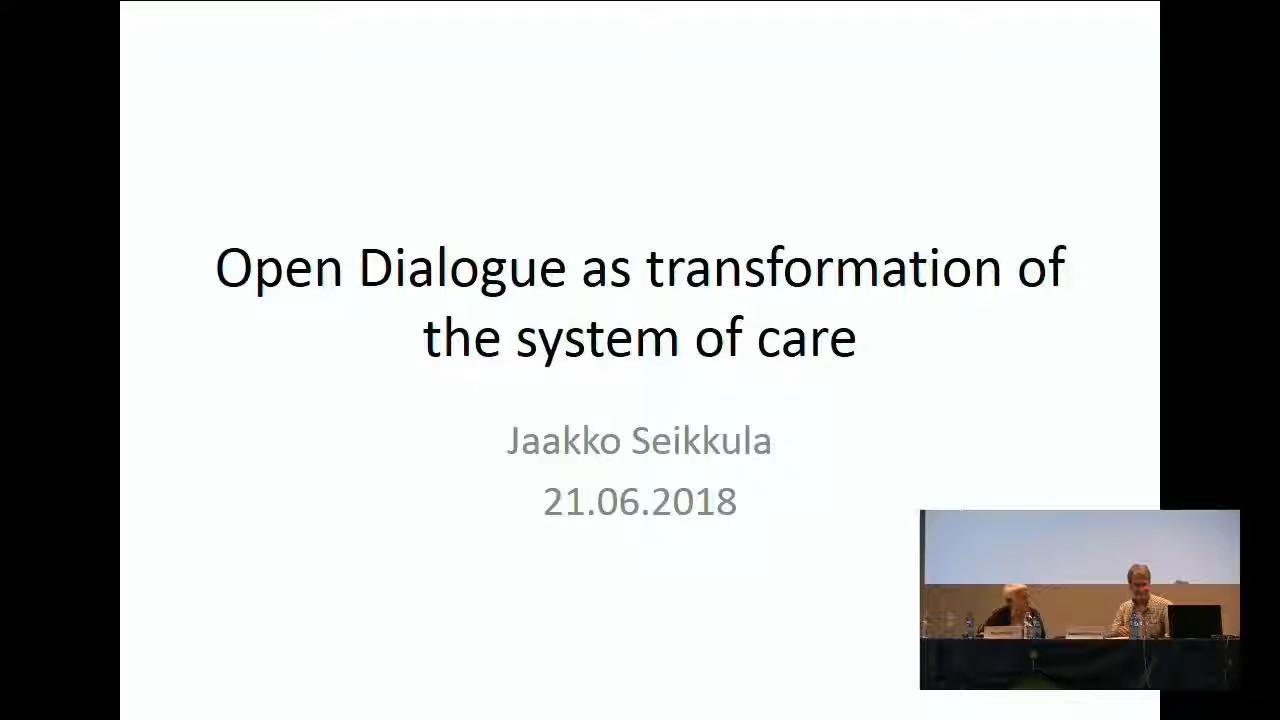 Open Dialogue as transformation of
the system of care
Jaakko Seikkula
21.06.2018